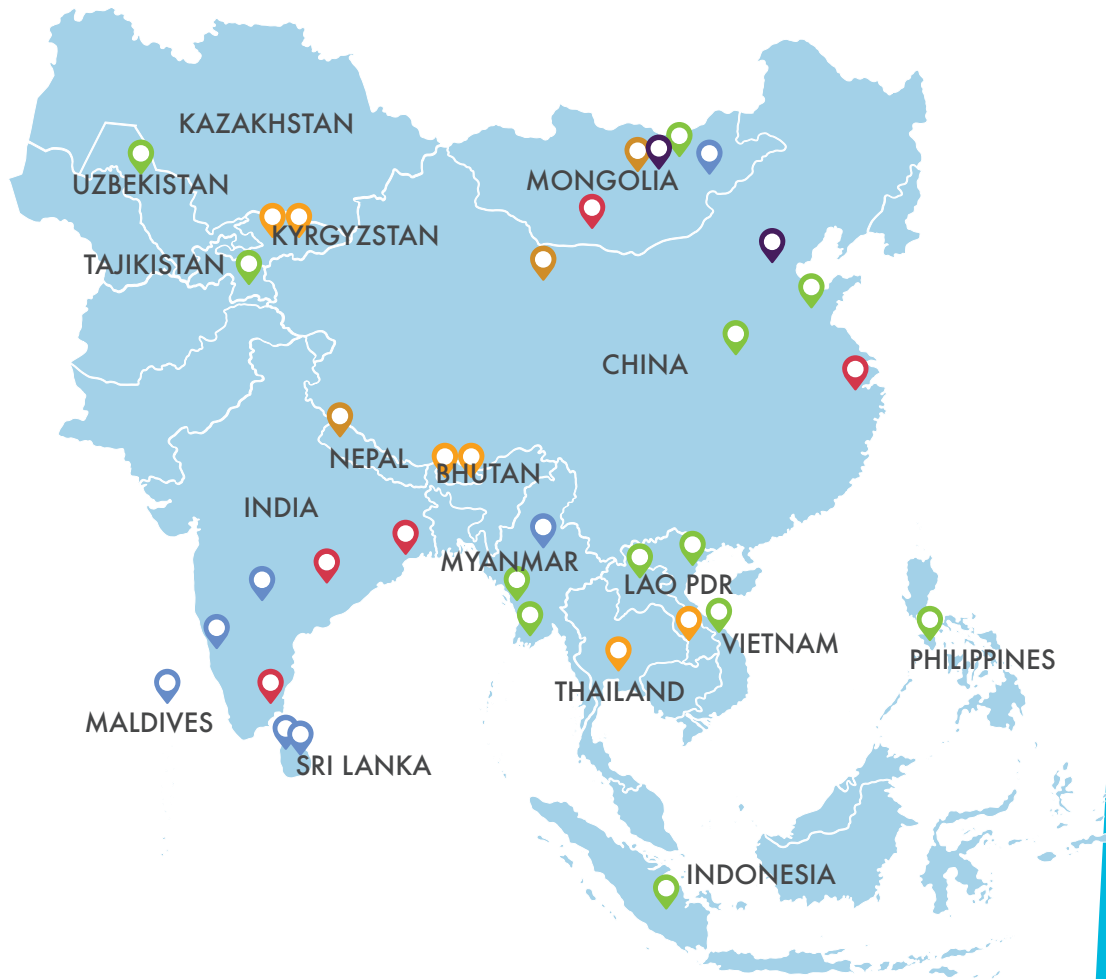 KAZAKHSTAN
MONGOLIA
UZBEKISTAN
KYRGYZSTAN
TAJIKISTAN
CHINA
NEPAL
BHUTAN
INDIA
MYANMAR
LAO PDR
VIETNAM
PHILIPPINES
THAILAND
MALDIVES
SRI LANKA
INDONESIA